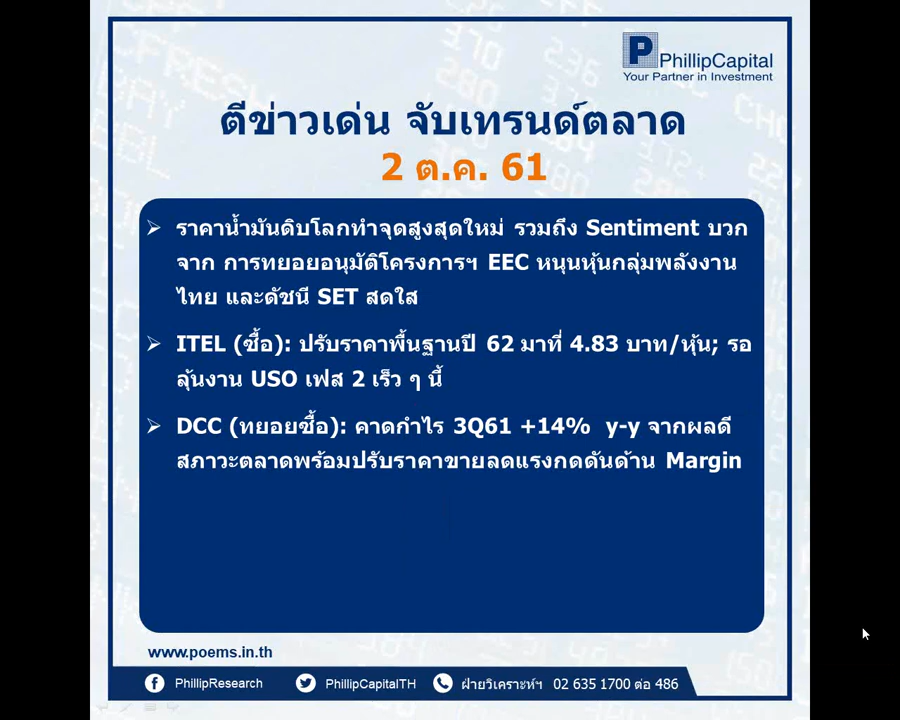 P PhillipCapital
Your Partner in Investment
ตีข่าวเด่น จับเทรนด์ตลาด
2 ต.ค. 61
ราคาน้ำมันดิบโลกทำจุดสูงสุดใหม่ รวมถึง Sentiment บวก
จาก การทยอยอนุมัติโครงการฯ EEC หนุนหุ้นกลุ่มพลังงาน
ไทย และดัชนี SET สดใส
ITEL (ซื้อ): ปรับราคาพื้นฐานปี 62 มาที่ 4.83 บาท/หุ้น; รอ
ลุ้นงาน USO เฟส 2 เร็ว ๆ นี้
DCC (ทยอยซื้อ): คาดกำไร 3Q61 +14% y-y จากผลดี
สภาวะตลาดพร้อมปรับราคาขายลดแรงกดดันด้าน Margin
www.poems.in.th
PhillipResearch PhillipCapitalTH ฝ่ายวิเคราะห์ฯ 02 635 1700 ต่อ 486